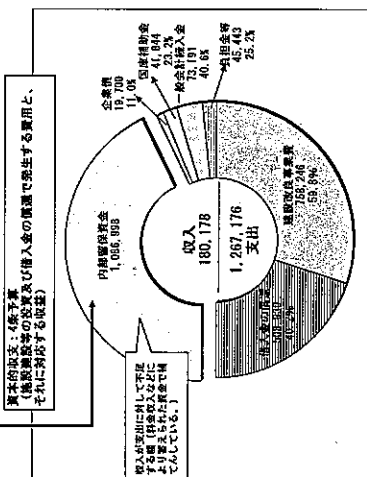 資本的収支：4条予算
（施設建設等の投資及び借入金の償還で発生する費用と、
それに対応する収益）
企業債
19,700
11.0%
国庫補助金
41,844
23.2%
一般会計繰入金
73,191
40.6%
負担金等
45,443
25.2%
内部留保資金
1,086,998
収入
180,178
1,267,176
支出
建設改良事業費
758,246
59.8%
借入金の償還
508,930
40.2%
収入が支出に対して不足
する額（料金収入などに
より蓄えられた資金で補
てんしている。）